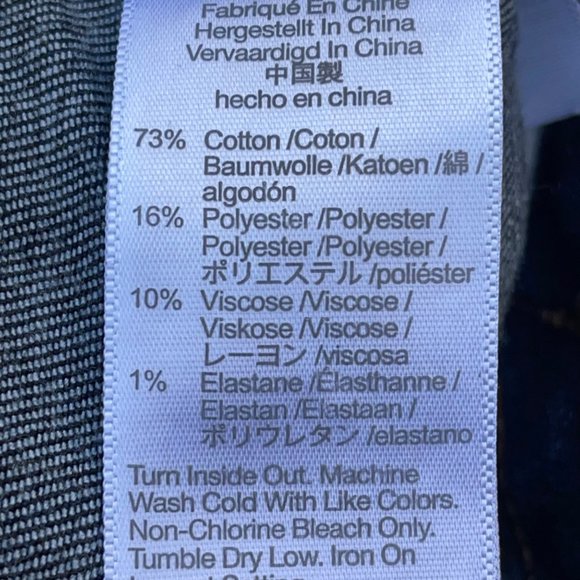 Fabriqué En Chine
Hergestellt In China
Vervaardigd In China
中国製
hecho en china
73% Cotton /Coton /
Baumwolle /Katoen /綿 /
algodón
16% Polyester /Polyester /
Polyester /Polyester /
ポリエステル /poliéster
10% Viscose /Viscose /
Viskose /Viscose /
レーヨン /viscosa
1% Elastane /Élasthanne /
Elastan /Elastaan /
ポリウレタン /elastano
Turn Inside Out. Machine
Wash Cold With Like Colors.
Non-Chlorine Bleach Only.
Tumble Dry Low. Iron On